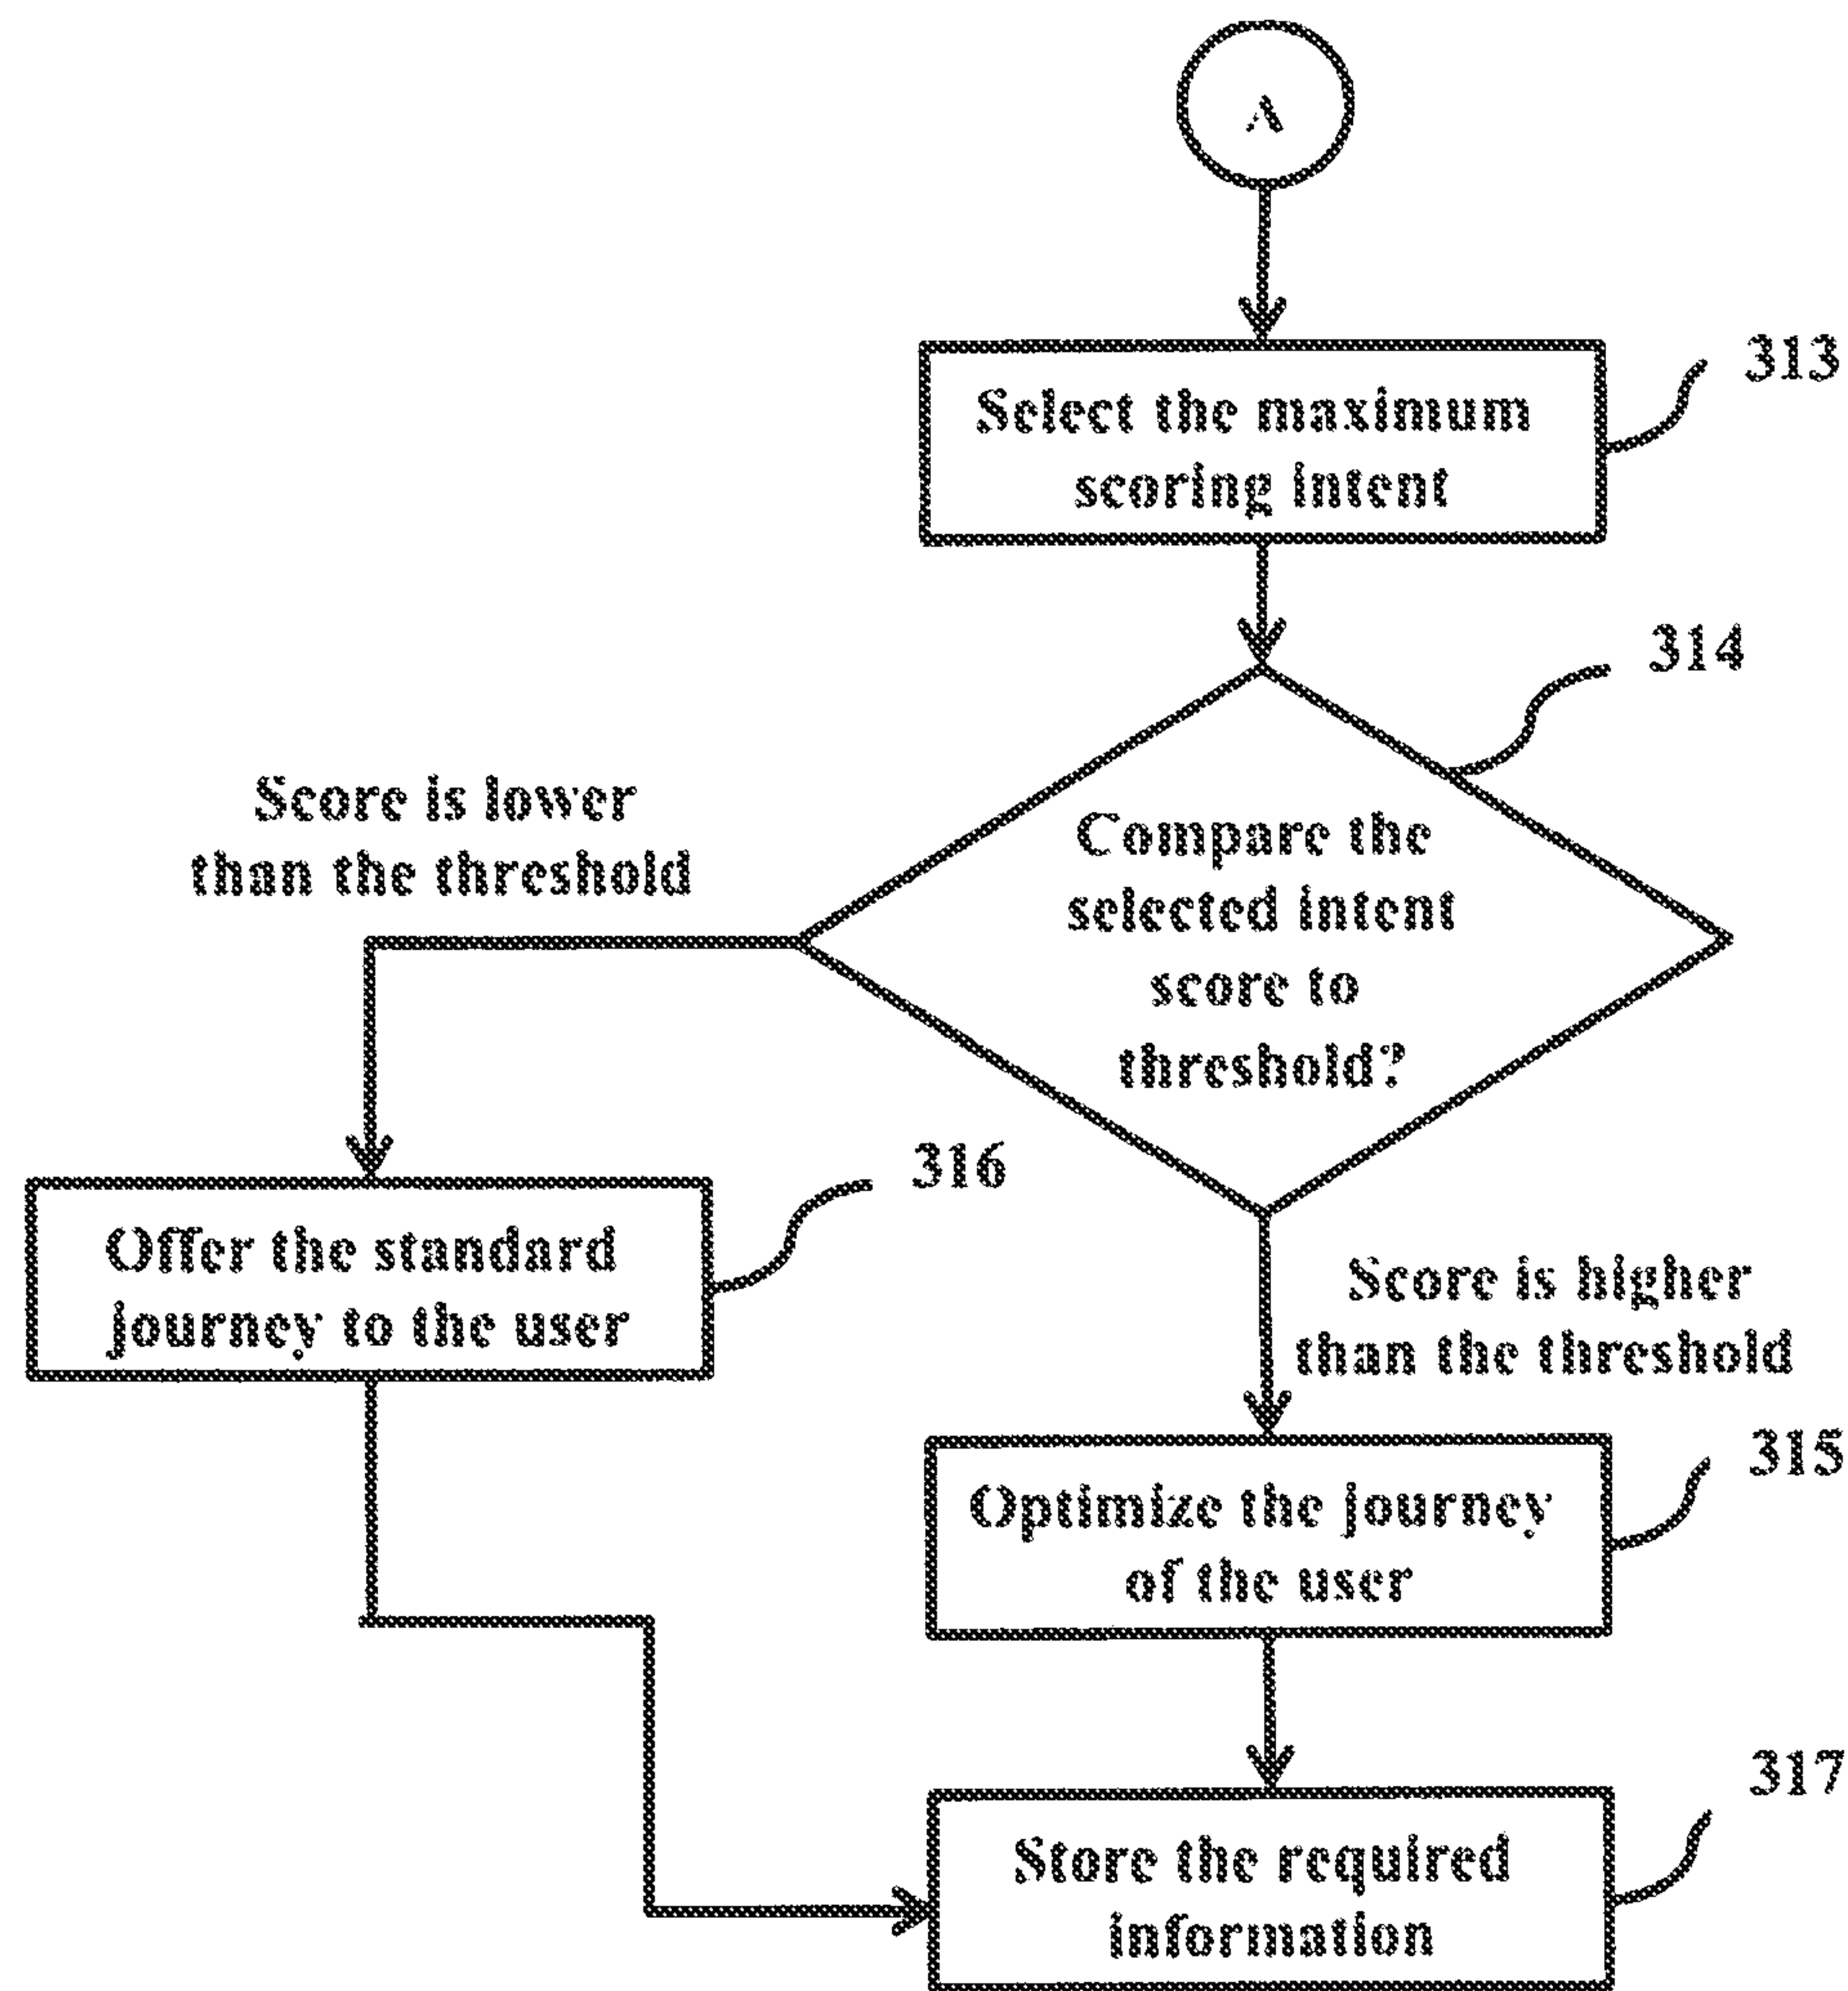 A
313
Select the maximum
scoring intent
314
Score is lower
than the threshold
Compare the
selected intent
score to
threshold?
316
Offer the standard
journey to the user
Score is higher
than the threshold
315
Optimize the journey
of the user
317
Store the required
information